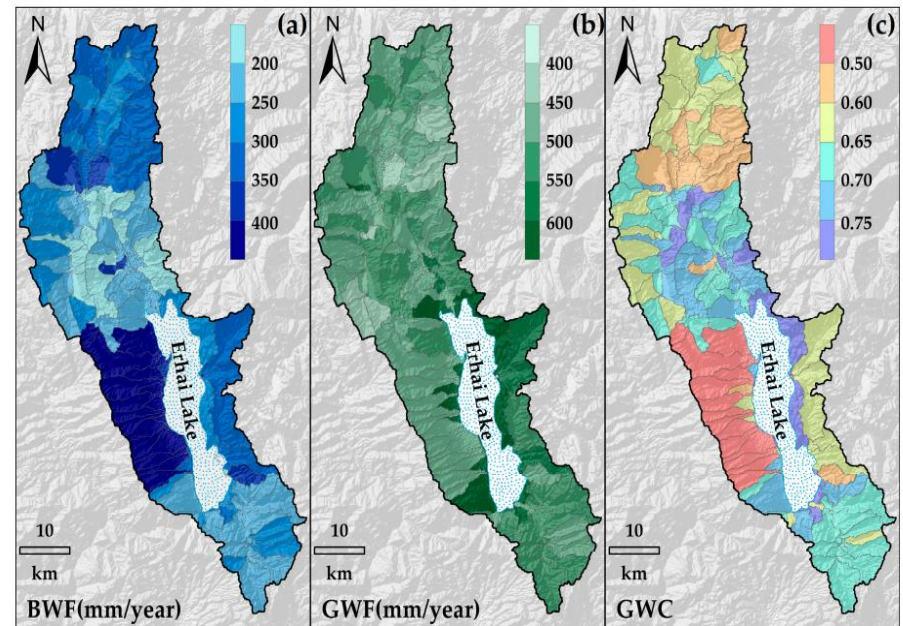 N
(a)
200
250
300
350
400
Erhai Lake
10
km
BWF(mm/year)
N
(b)
400
450
500
600
Erhai Lake
10
km
GWF(mm/year)
N
(c)
0.50
0.60
0.65
0.70
0.75
Erhai Lake
10
km
GWC